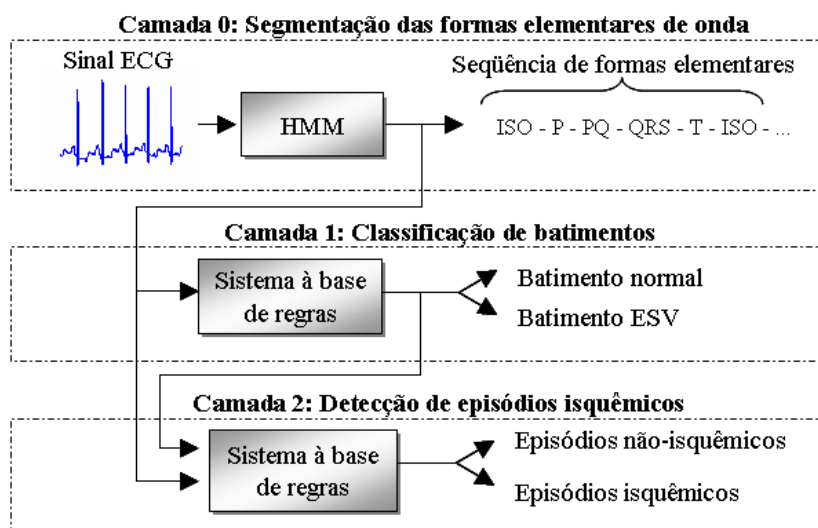 Camada 0: Segmentação das formas elementares de onda
Sinal ECG
Seqüência de formas elementares
HMM
ISO - P - PQ - QRS - T - ISO - ...
Camada 1: Classificação de batimentos
Sistema à base
de regras
Batimento normal
Batimento ESV
Camada 2: Detecção de episódios isquêmicos
Sistema à base
de regras
Episódios não-isquêmicos
Episódios isquêmicos